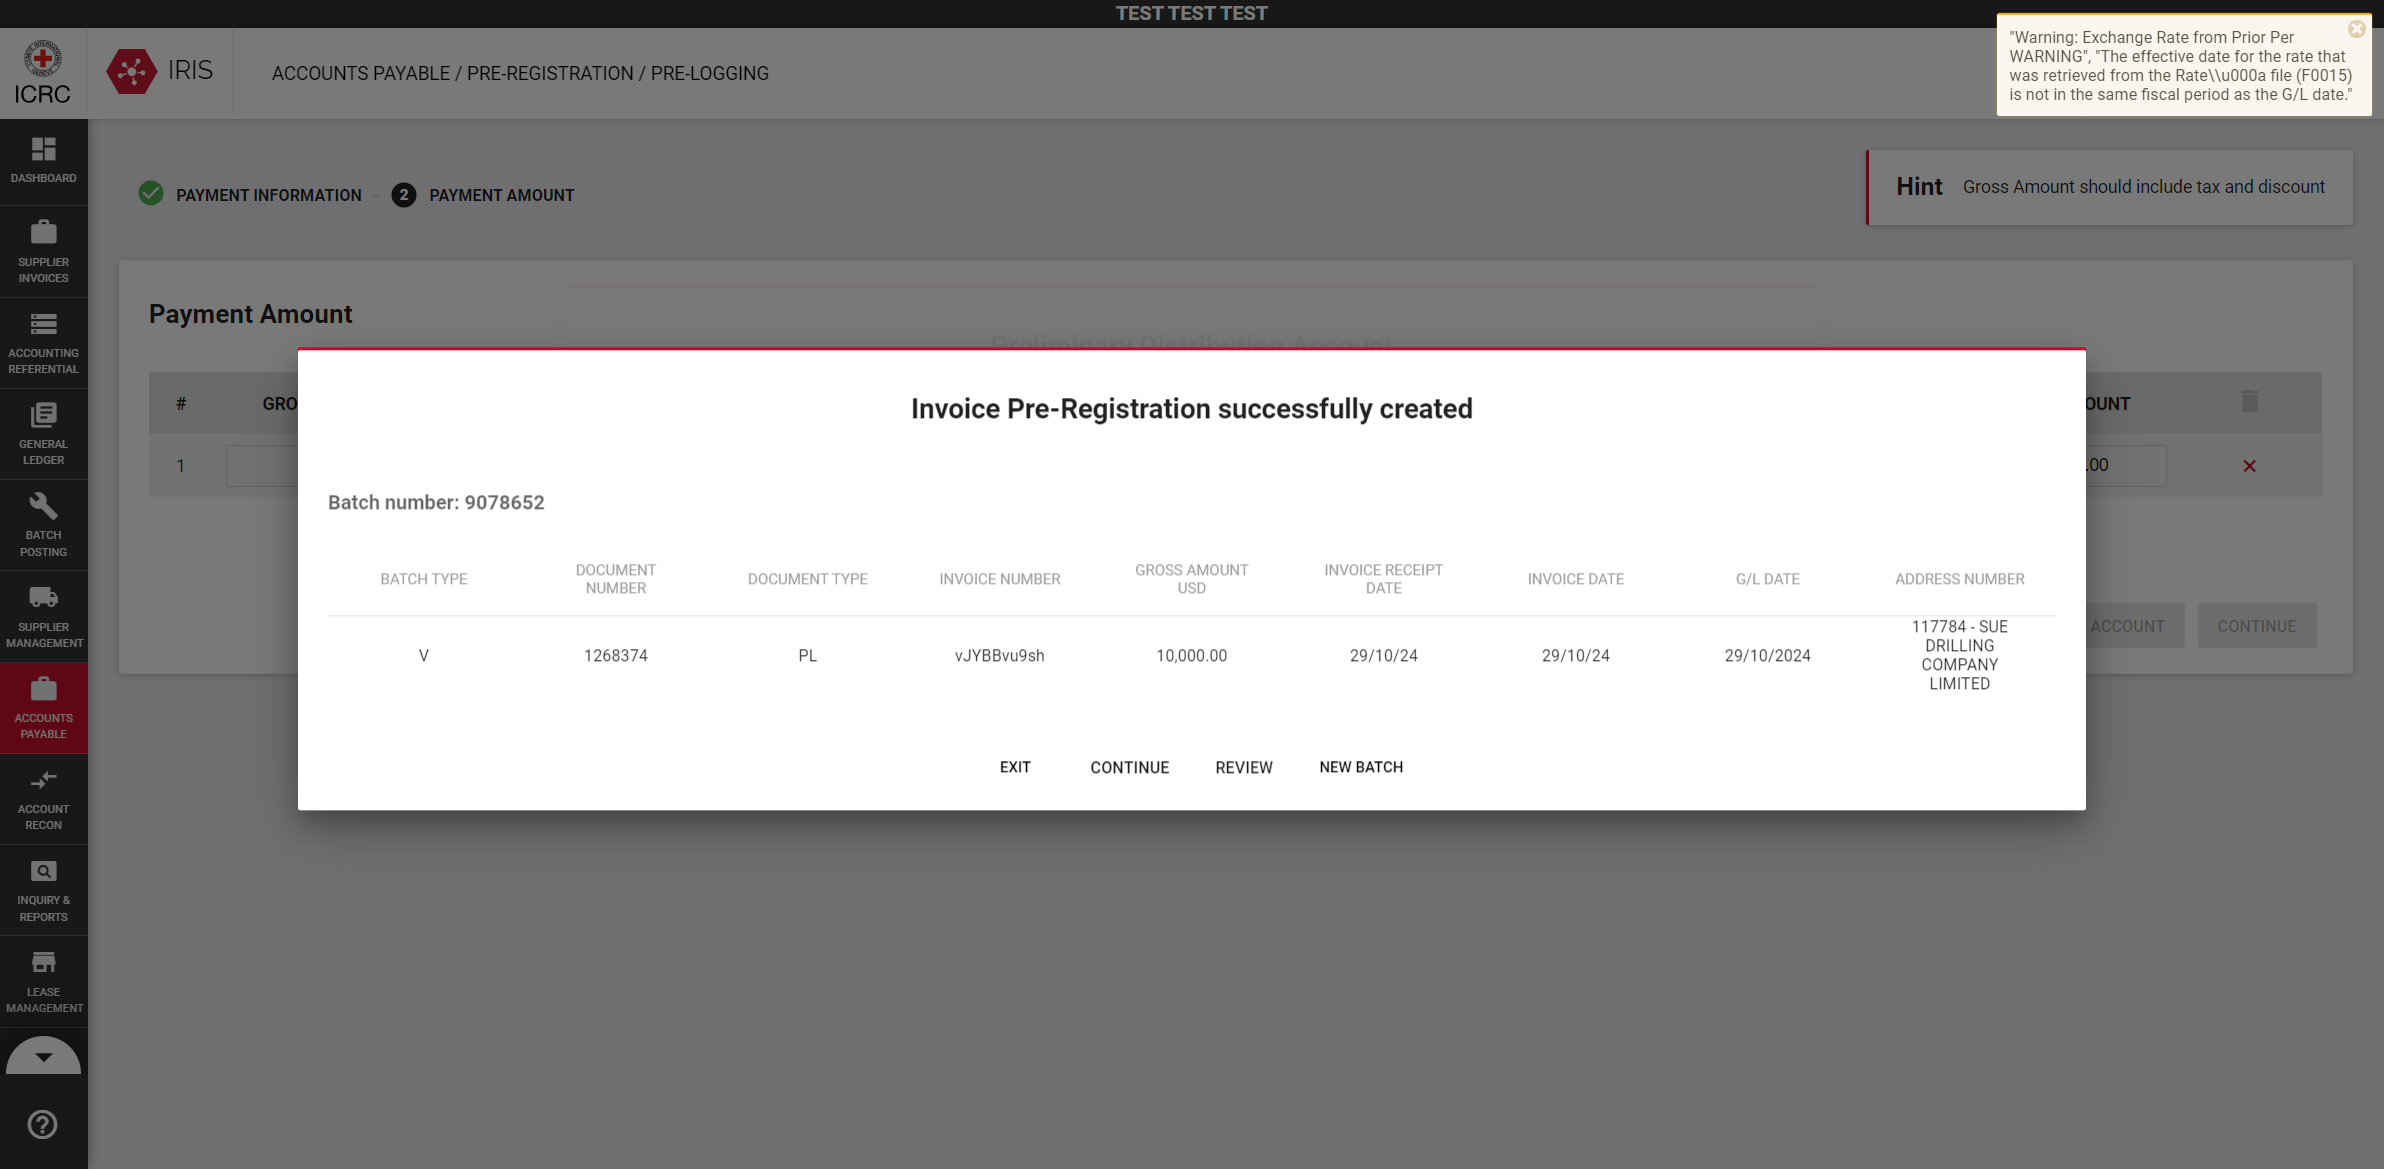 TEST TEST TEST
"Warning: Exchange Rate from Prior Per
WARNING", "The effective date for the rate that
was retrieved from the Rate\\u000a file (F0015)
is not in the same fiscal period as the G/L date."
ICRC
IRIS
ACCOUNTS PAYABLE / PRE-REGISTRATION / PRE-LOGGING
DASHBOARD
SUPPLIER
INVOICES
ACCOUNTING
REFERENTIAL
GENERAL
LEDGER
BATCH
POSTING
SUPPLIER
MANAGEMENT
ACCOUNTS
PAYABLE
ACCOUNT
RECON
INQUIRY &
REPORTS
LEASE
MANAGEMENT
PAYMENT INFORMATION
2 PAYMENT AMOUNT
Hint Gross Amount should include tax and discount
Payment Amount
Preliminary Distribution Account
# GRO OUNT
1 .00
ACCOUNT CONTINUE
Invoice Pre-Registration successfully created
Batch number: 9078652
BATCH TYPE DOCUMENT NUMBER DOCUMENT TYPE INVOICE NUMBER GROSS AMOUNT USD INVOICE RECEIPT DATE INVOICE DATE G/L DATE ADDRESS NUMBER
V 1268374 PL vJYBBvu9sh 10,000.00 29/10/24 29/10/24 29/10/2024 117784 - SUE DRILLING COMPANY LIMITED
EXIT CONTINUE REVIEW NEW BATCH